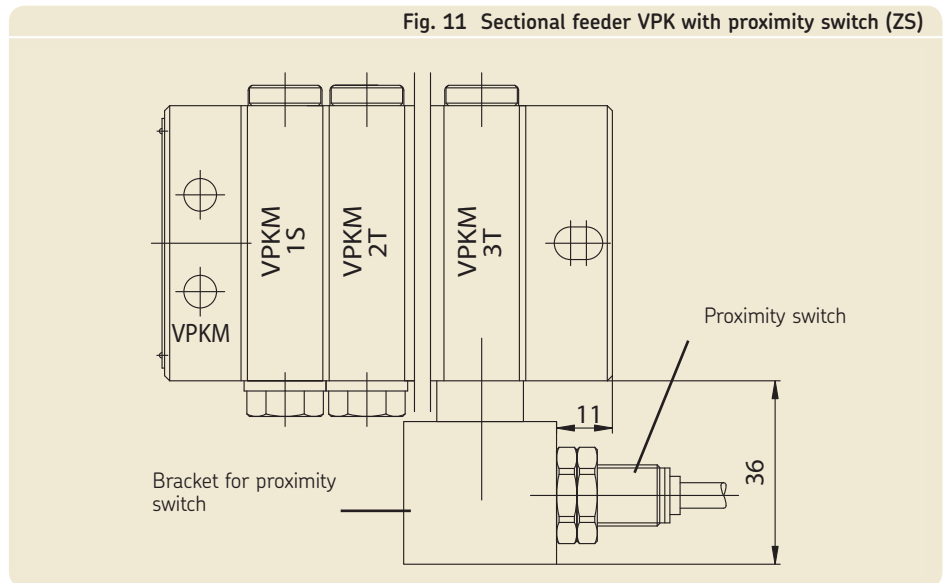 Fig. 11 Sectional feeder VPK with proximity switch (ZS)
VPKM
1S
VPKM
2T
VPKM
3T
VPKM
Proximity switch
11
36
Bracket for proximity
switch